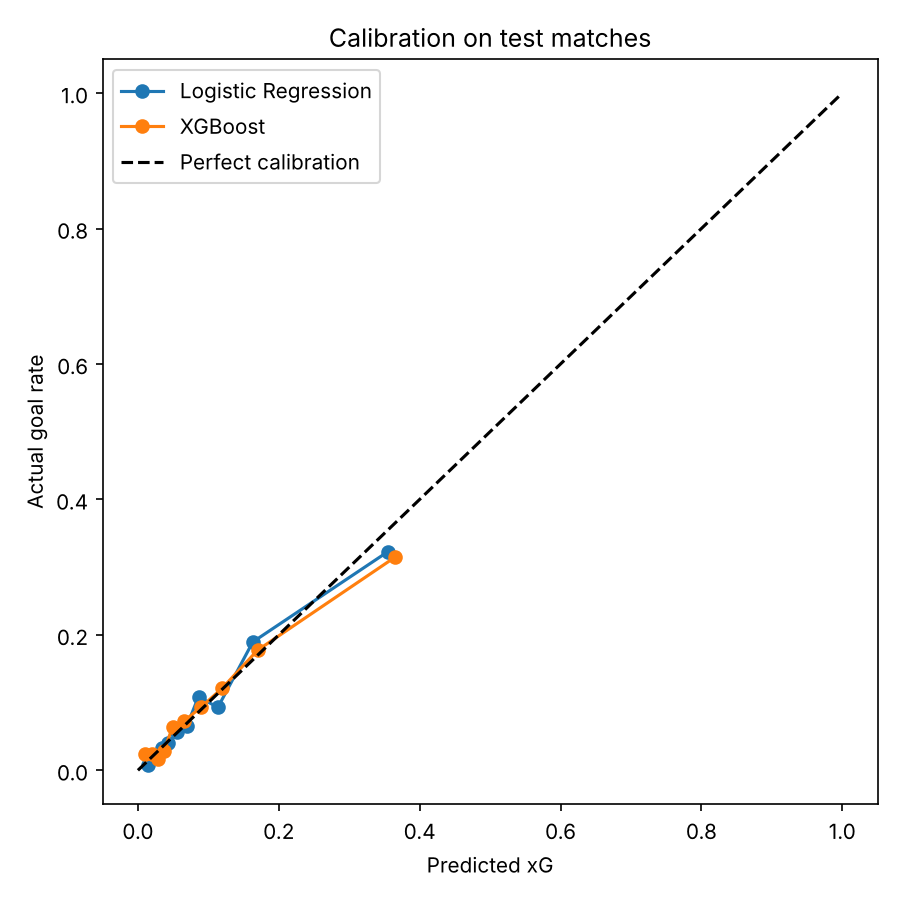 Calibration on test matches
Logistic Regression
XGBoost
Perfect calibration
1.0
0.8
0.6
0.4
0.2
0.0
Actual goal rate
0.0 0.2 0.4 0.6 0.8 1.0
Predicted xG